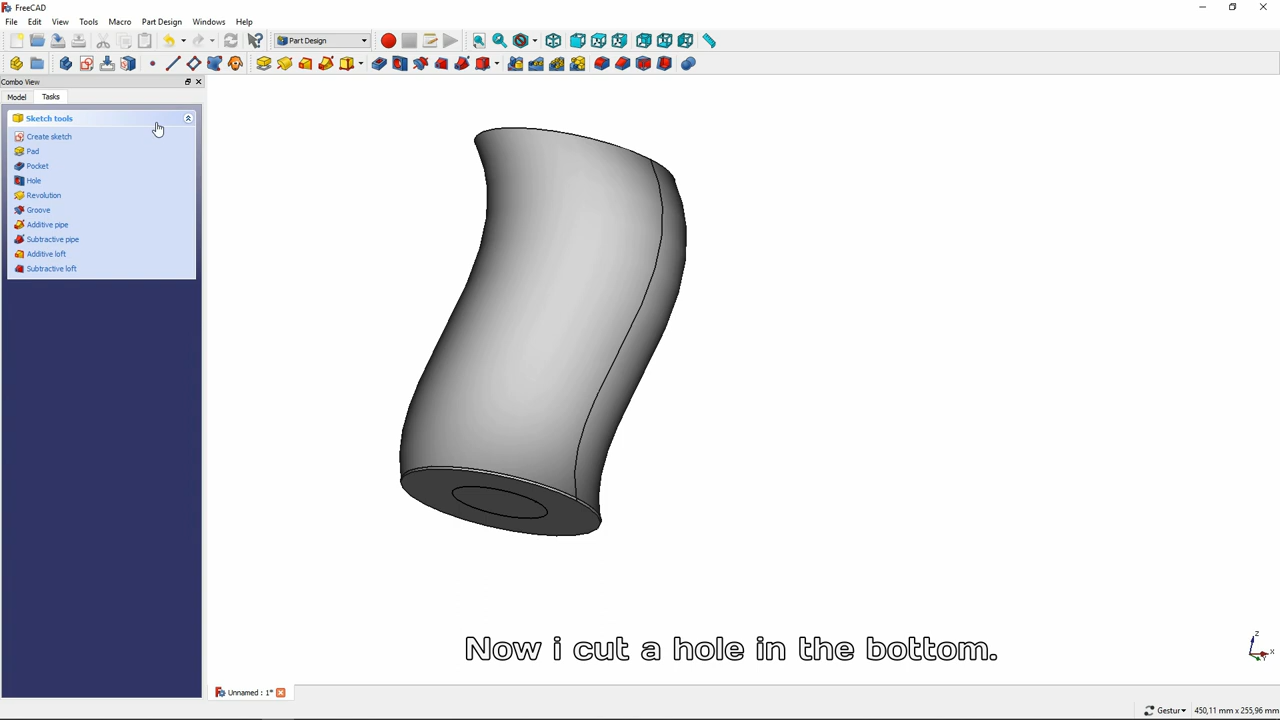 FreeCAD
File Edit View Tools Macro Part Design Windows Help
Part Design
Combo View
Model Tasks
Sketch tools
Create sketch
Pad
Pocket
Hole
Revolution
Groove
Additive pipe
Subtractive pipe
Additive loft
Subtractive loft
Now i cut a hole in the bottom.
Z
X
Unnamed : 1*
Gestur 450,11 mm x 255,96 mm